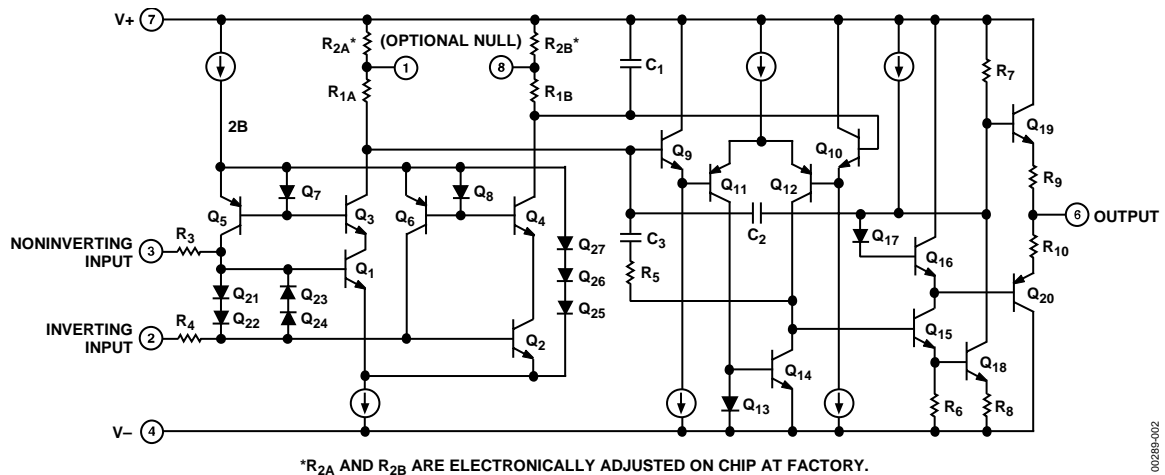 V+ 7
R2A* (OPTIONAL NULL) R2B*
1 8
R1A R1B C1 R7
2B
Q19
Q9 Q10
Q7 Q8 Q11 Q12 R9
Q5 Q3 Q6 Q4
6 OUTPUT
NONINVERTING
INPUT
3 R3 Q27 C3 C2 Q17 R10
Q1 Q26 R5 Q16
Q21 Q23 Q20
Q22 Q24 Q25
INVERTING
INPUT
2 R4 Q2 Q15
Q14 Q18
Q13 R6 R8
V– 4
*R2A AND R2B ARE ELECTRONICALLY ADJUSTED ON CHIP AT FACTORY.
00289-002